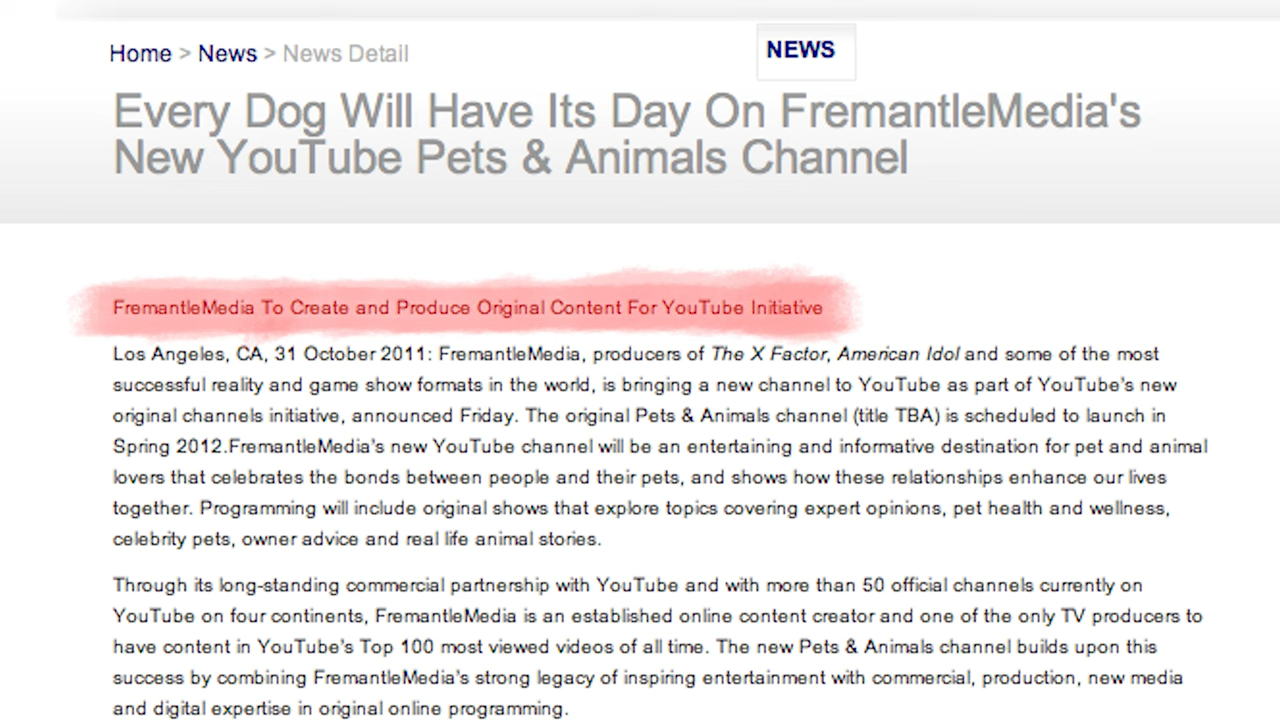 Home > News > News Detail
NEWS
Every Dog Will Have Its Day On FremantleMedia's
New YouTube Pets & Animals Channel
FremantleMedia To Create and Produce Original Content For YouTube Initiative
Los Angeles, CA, 31 October 2011: FremantleMedia, producers of The X Factor, American Idol and some of the most
successful reality and game show formats in the world, is bringing a new channel to YouTube as part of YouTube's new
original channels initiative, announced Friday. The original Pets & Animals channel (title TBA) is scheduled to launch in
Spring 2012.FremantleMedia's new YouTube channel will be an entertaining and informative destination for pet and animal
lovers that celebrates the bonds between people and their pets, and shows how these relationships enhance our lives
together. Programming will include original shows that explore topics covering expert opinions, pet health and wellness,
celebrity pets, owner advice and real life animal stories.
Through its long-standing commercial partnership with YouTube and with more than 50 official channels currently on
YouTube on four continents, FremantleMedia is an established online content creator and one of the only TV producers to
have content in YouTube's Top 100 most viewed videos of all time. The new Pets & Animals channel builds upon this
success by combining FremantleMedia's strong legacy of inspiring entertainment with commercial, production, new media
and digital expertise in original online programming.